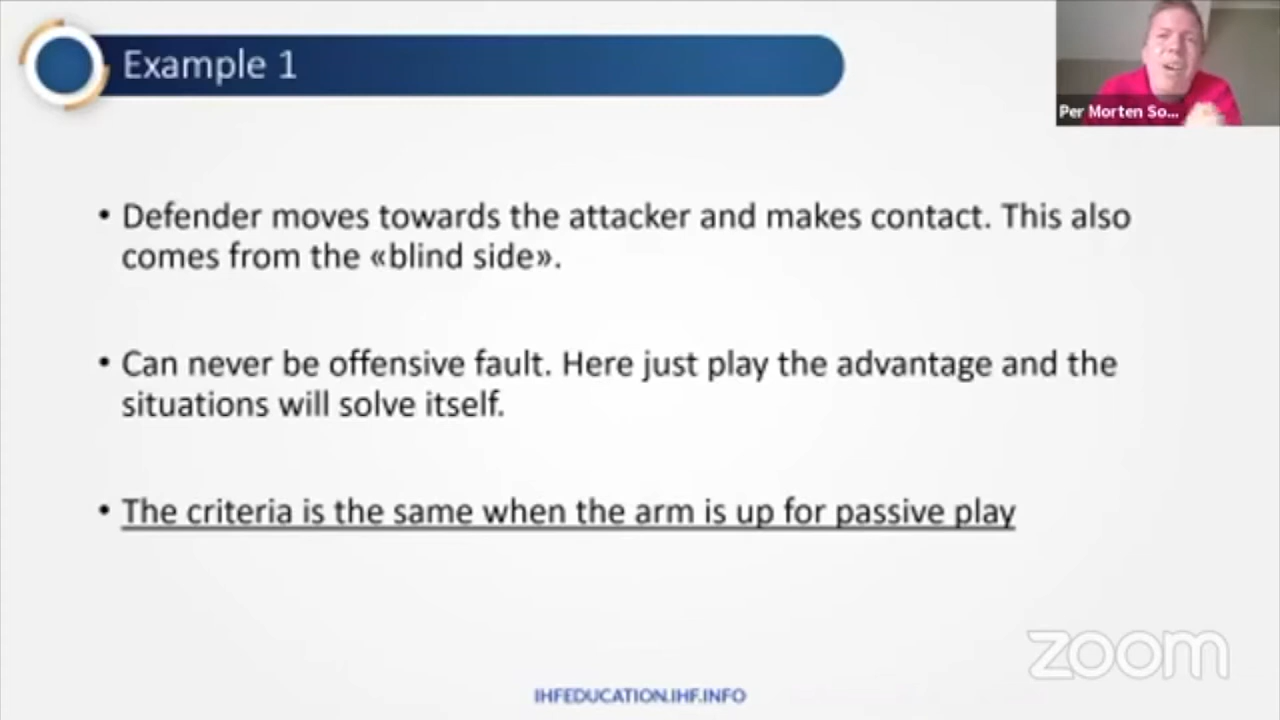 Example 1
Per Morten So...
• Defender moves towards the attacker and makes contact. This also
comes from the «blind side».
• Can never be offensive fault. Here just play the advantage and the
situations will solve itself.
• The criteria is the same when the arm is up for passive play
zoom
IHFEDUCATION.IHF.INFO